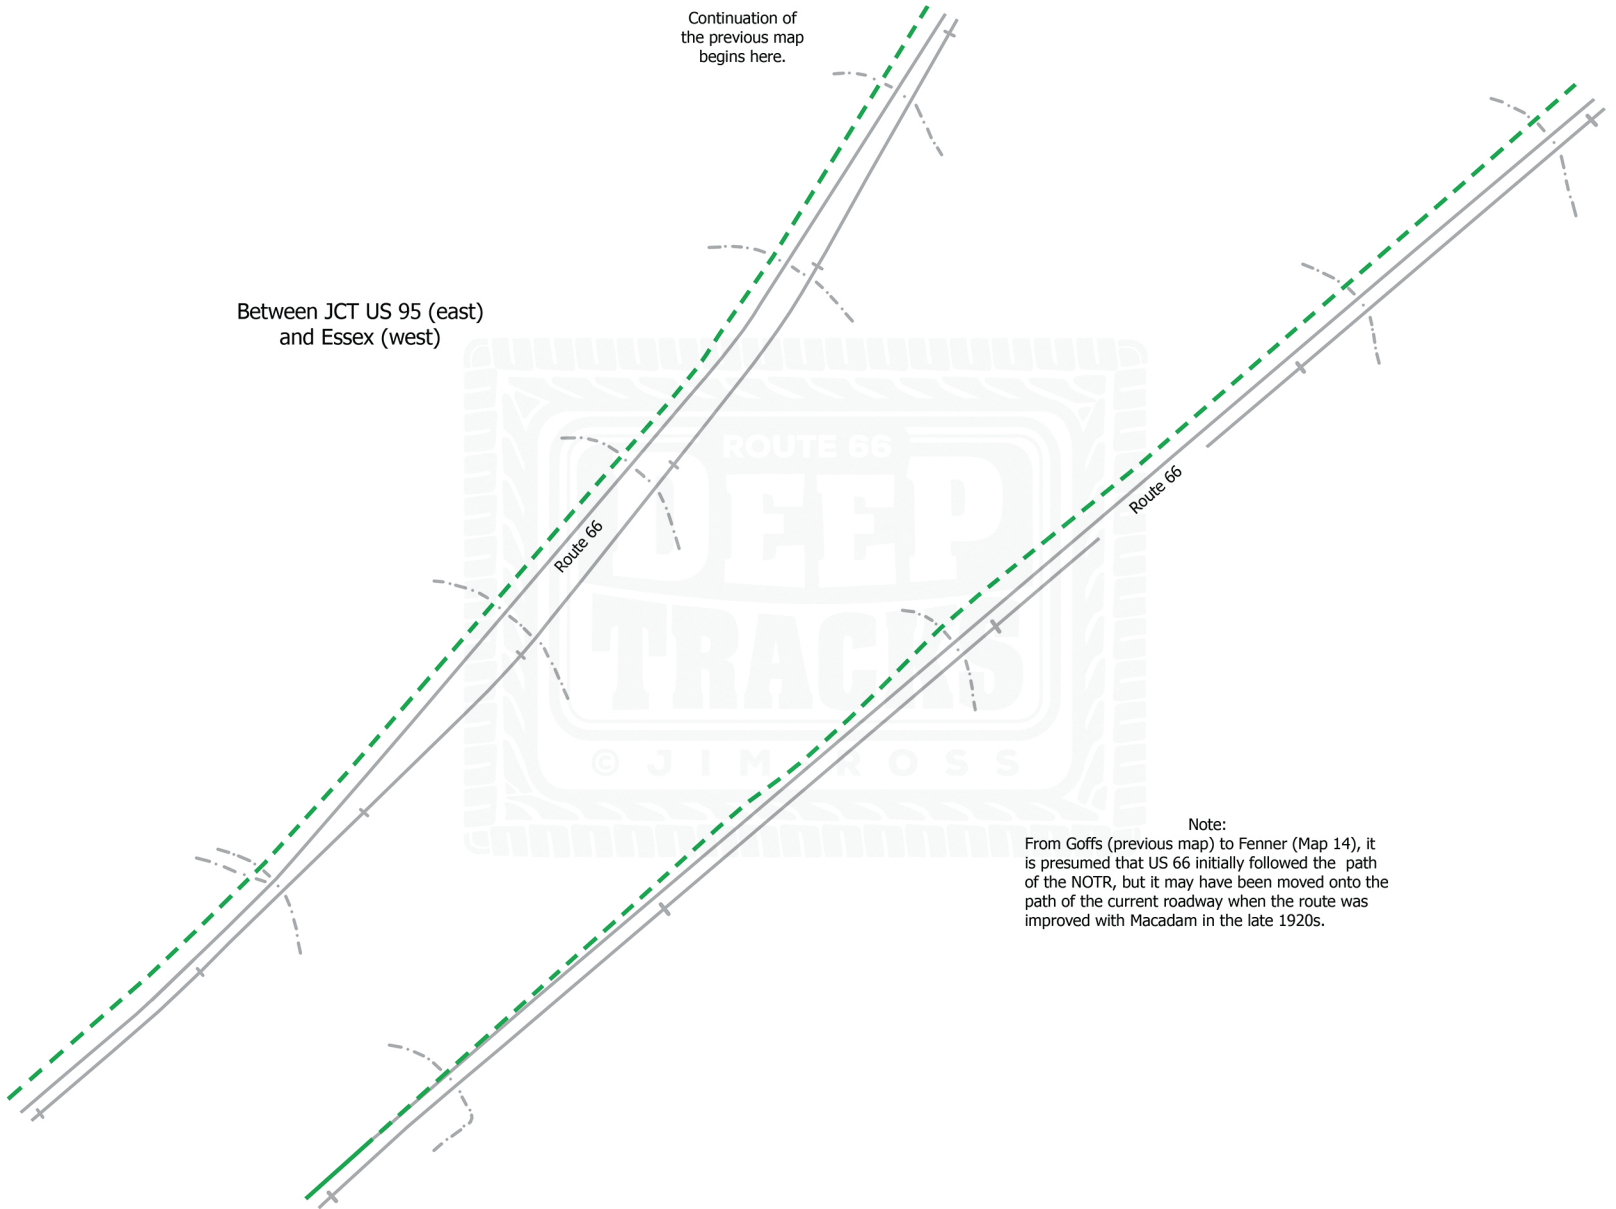 Continuation of
the previous map
begins here.
Between JCT US 95 (east)
and Essex (west)
ROUTE 66
DEEP
TRACKS
© JIM ROSS
Route 66
Route 66
Note:
From Goffs (previous map) to Fenner (Map 14), it
is presumed that US 66 initially followed the path
of the NOTR, but it may have been moved onto the
path of the current roadway when the route was
improved with Macadam in the late 1920s.